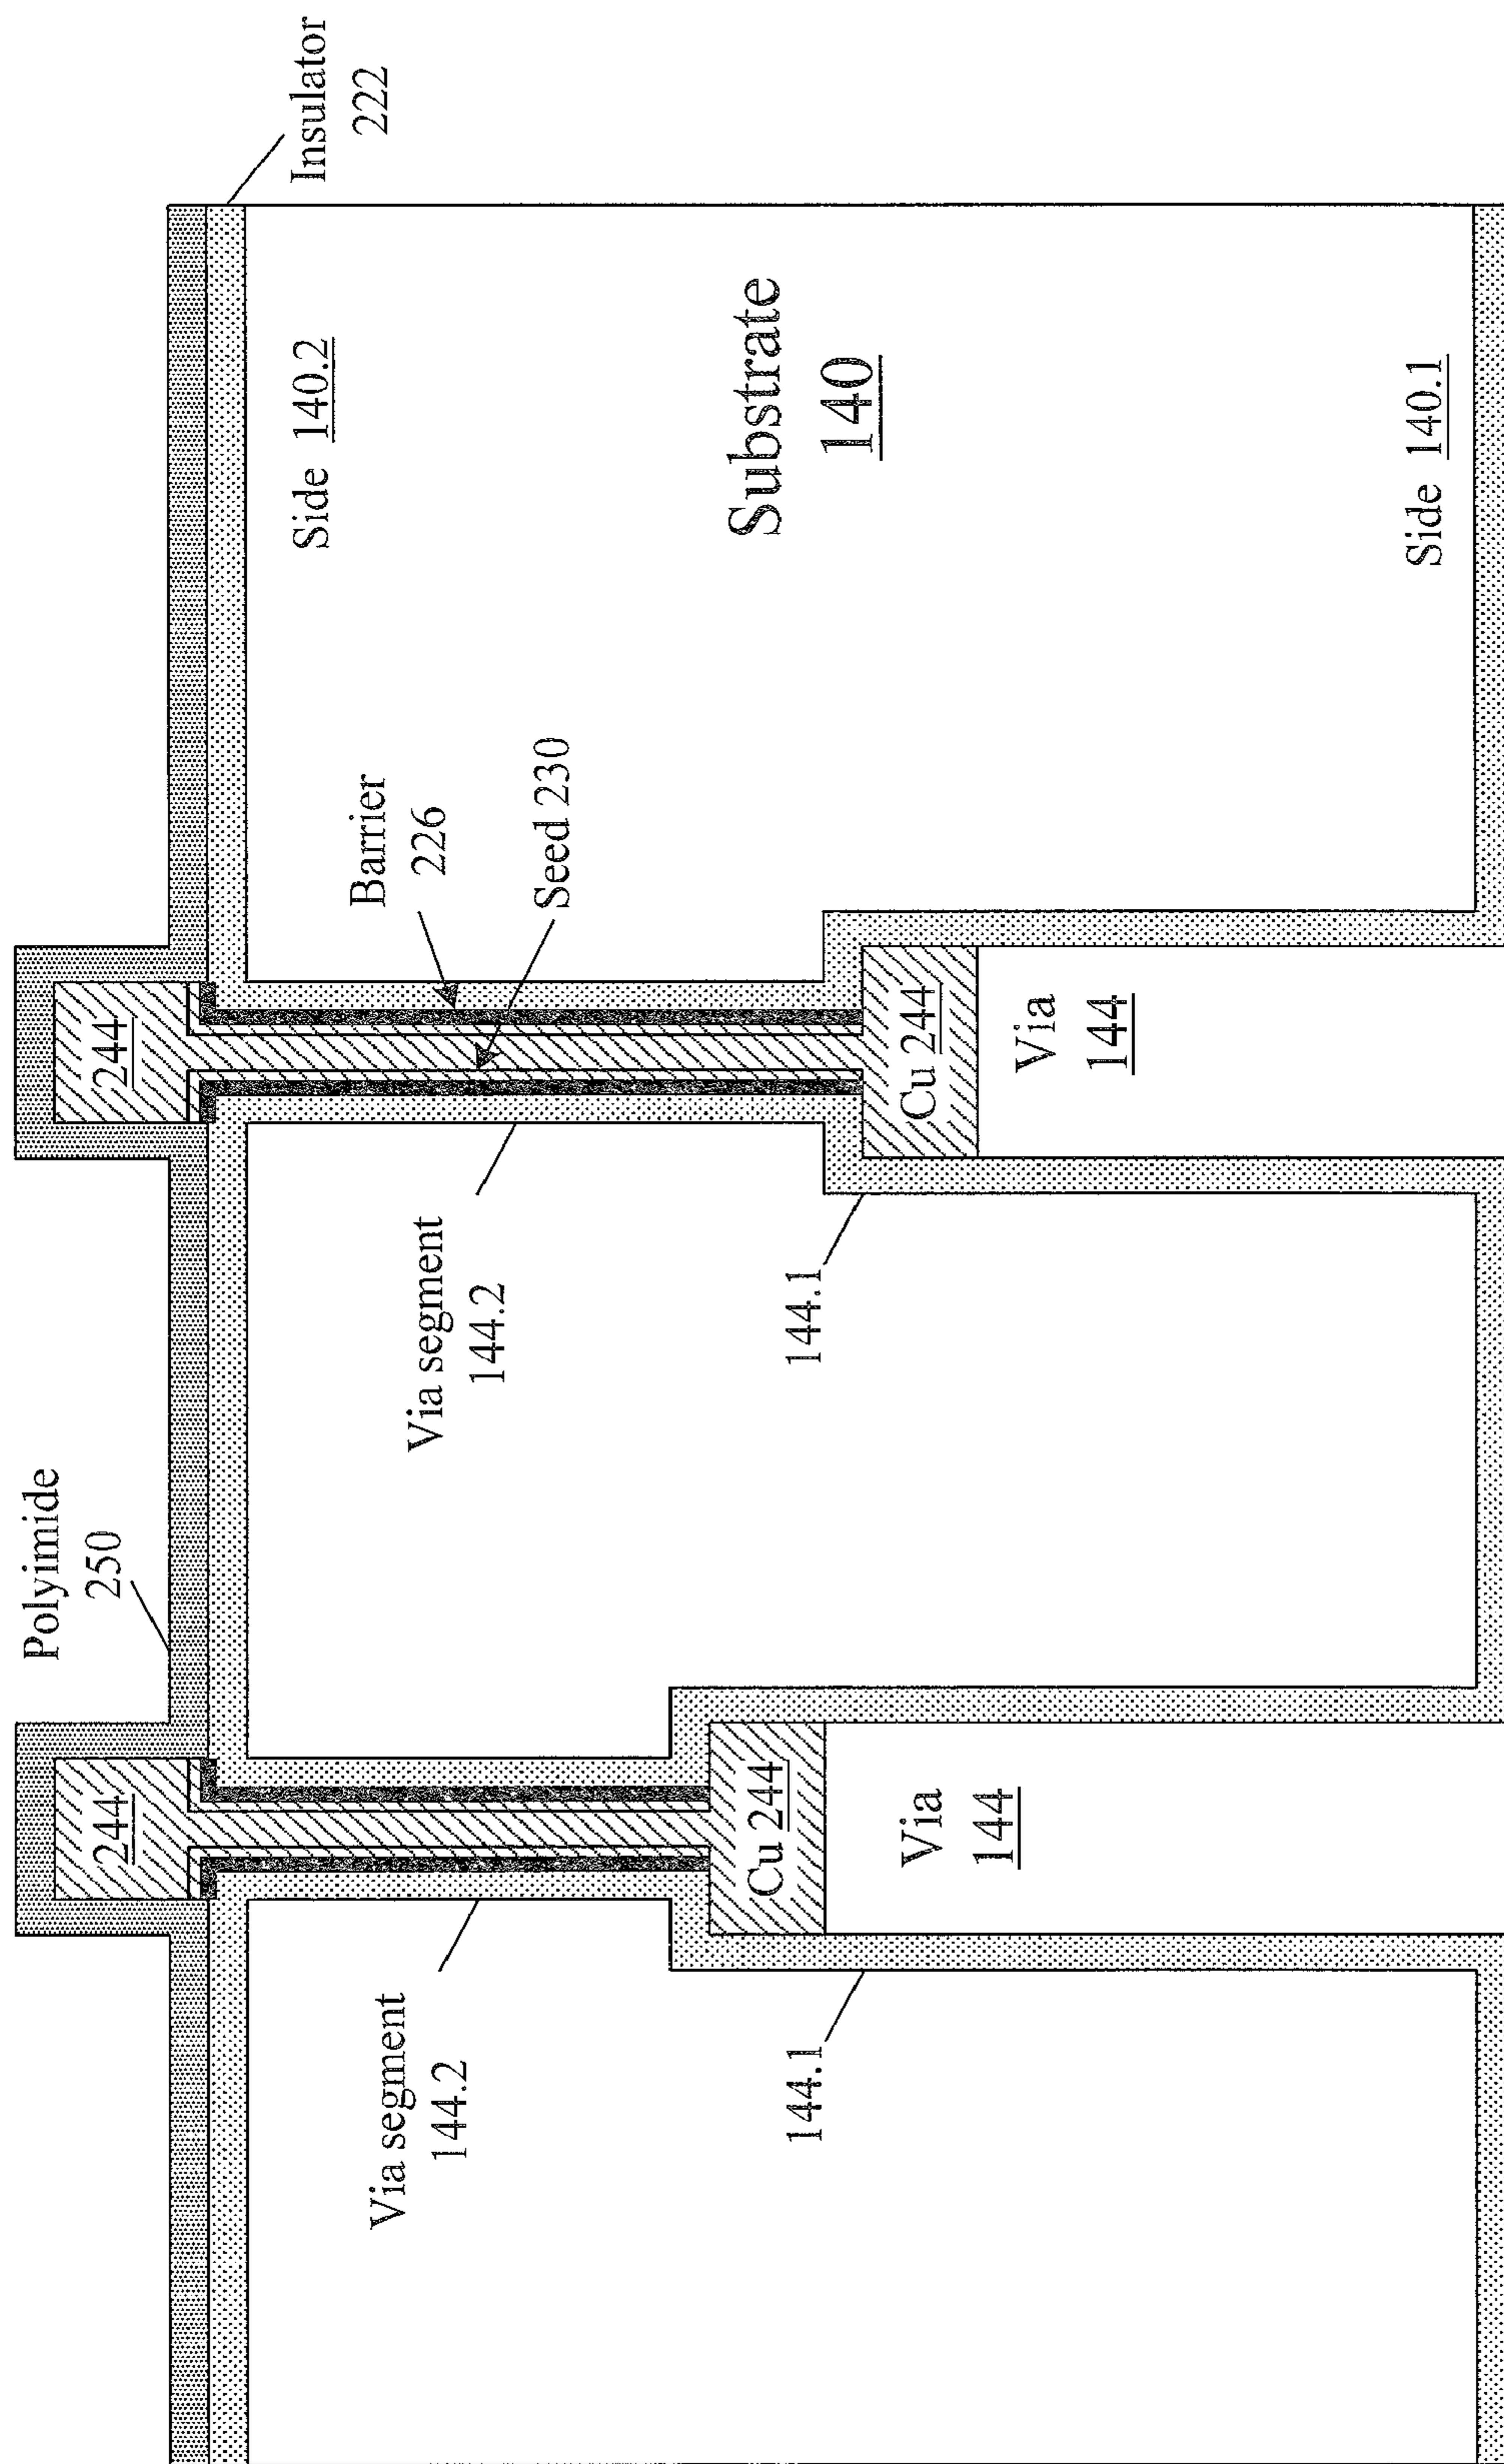 Polyimide
250
Insulator
222
244
244
Via segment
144.2
Via segment
144.2
Barrier
226
Seed 230
Side 140.2
Substrate
140
144.1
144.1
Cu 244
Cu 244
Via
144
Via
144
Side 140.1